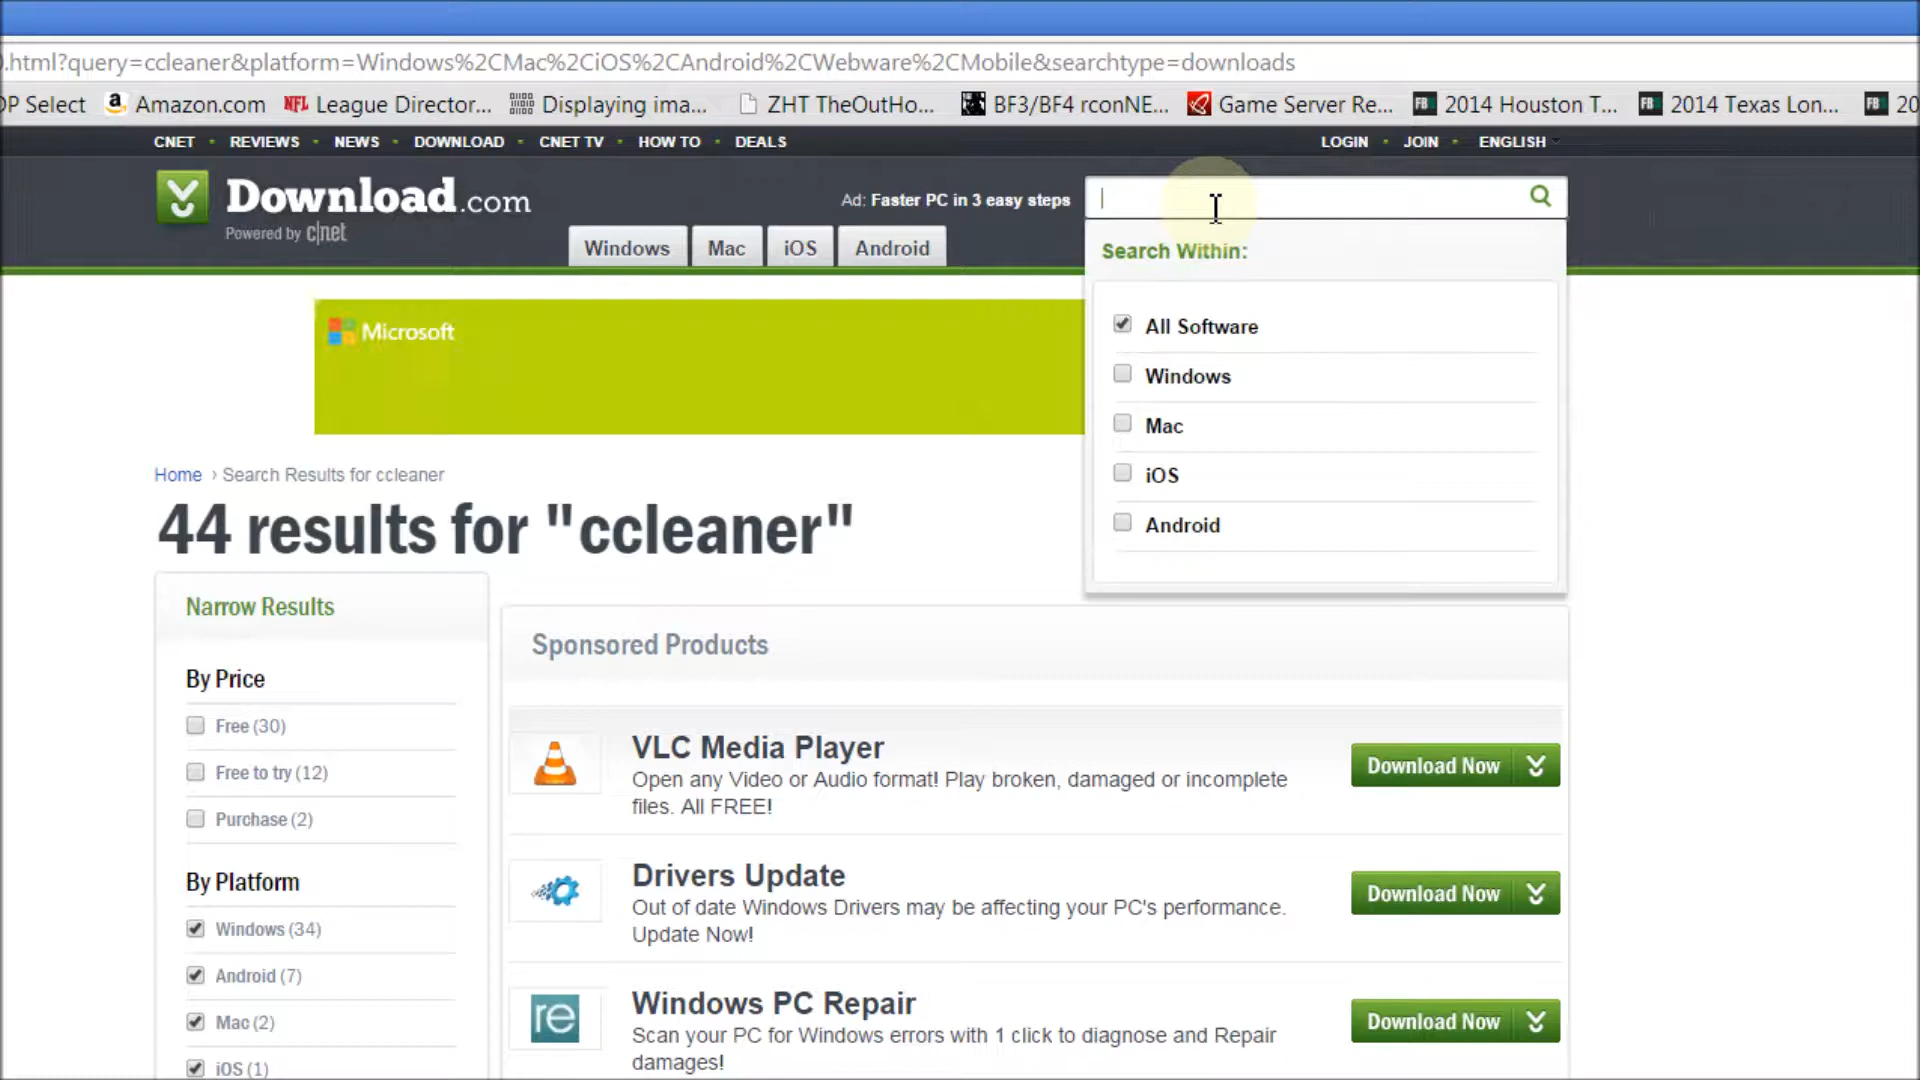 .html?query=ccleaner&platform=Windows%2CMac%2CiOS%2CAndroid%2CWebware%2CMobile&searchtype=downloads
OP Select Amazon.com NFL League Director... Displaying ima... ZHT TheOutHo... BF3/BF4 rconNE... Game Server Re... FB 2014 Houston T... FB 2014 Texas Lon... FB 20
CNET REVIEWS NEWS DOWNLOAD CNET TV HOW TO DEALS LOGIN JOIN ENGLISH
Download.com
Powered by c|net
Ad: Faster PC in 3 easy steps
Windows Mac iOS Android
Search Within:
All Software
Windows
Mac
iOS
Android
Microsoft
Home › Search Results for ccleaner
44 results for "ccleaner"
Narrow Results
By Price
Free (30)
Free to try (12)
Purchase (2)
By Platform
Windows (34)
Android (7)
Mac (2)
iOS (1)
Sponsored Products
VLC Media Player
Open any Video or Audio format! Play broken, damaged or incomplete
files. All FREE!
Download Now
Drivers Update
Out of date Windows Drivers may be affecting your PC's performance.
Update Now!
Download Now
re
Windows PC Repair
Scan your PC for Windows errors with 1 click to diagnose and Repair
damages!
Download Now